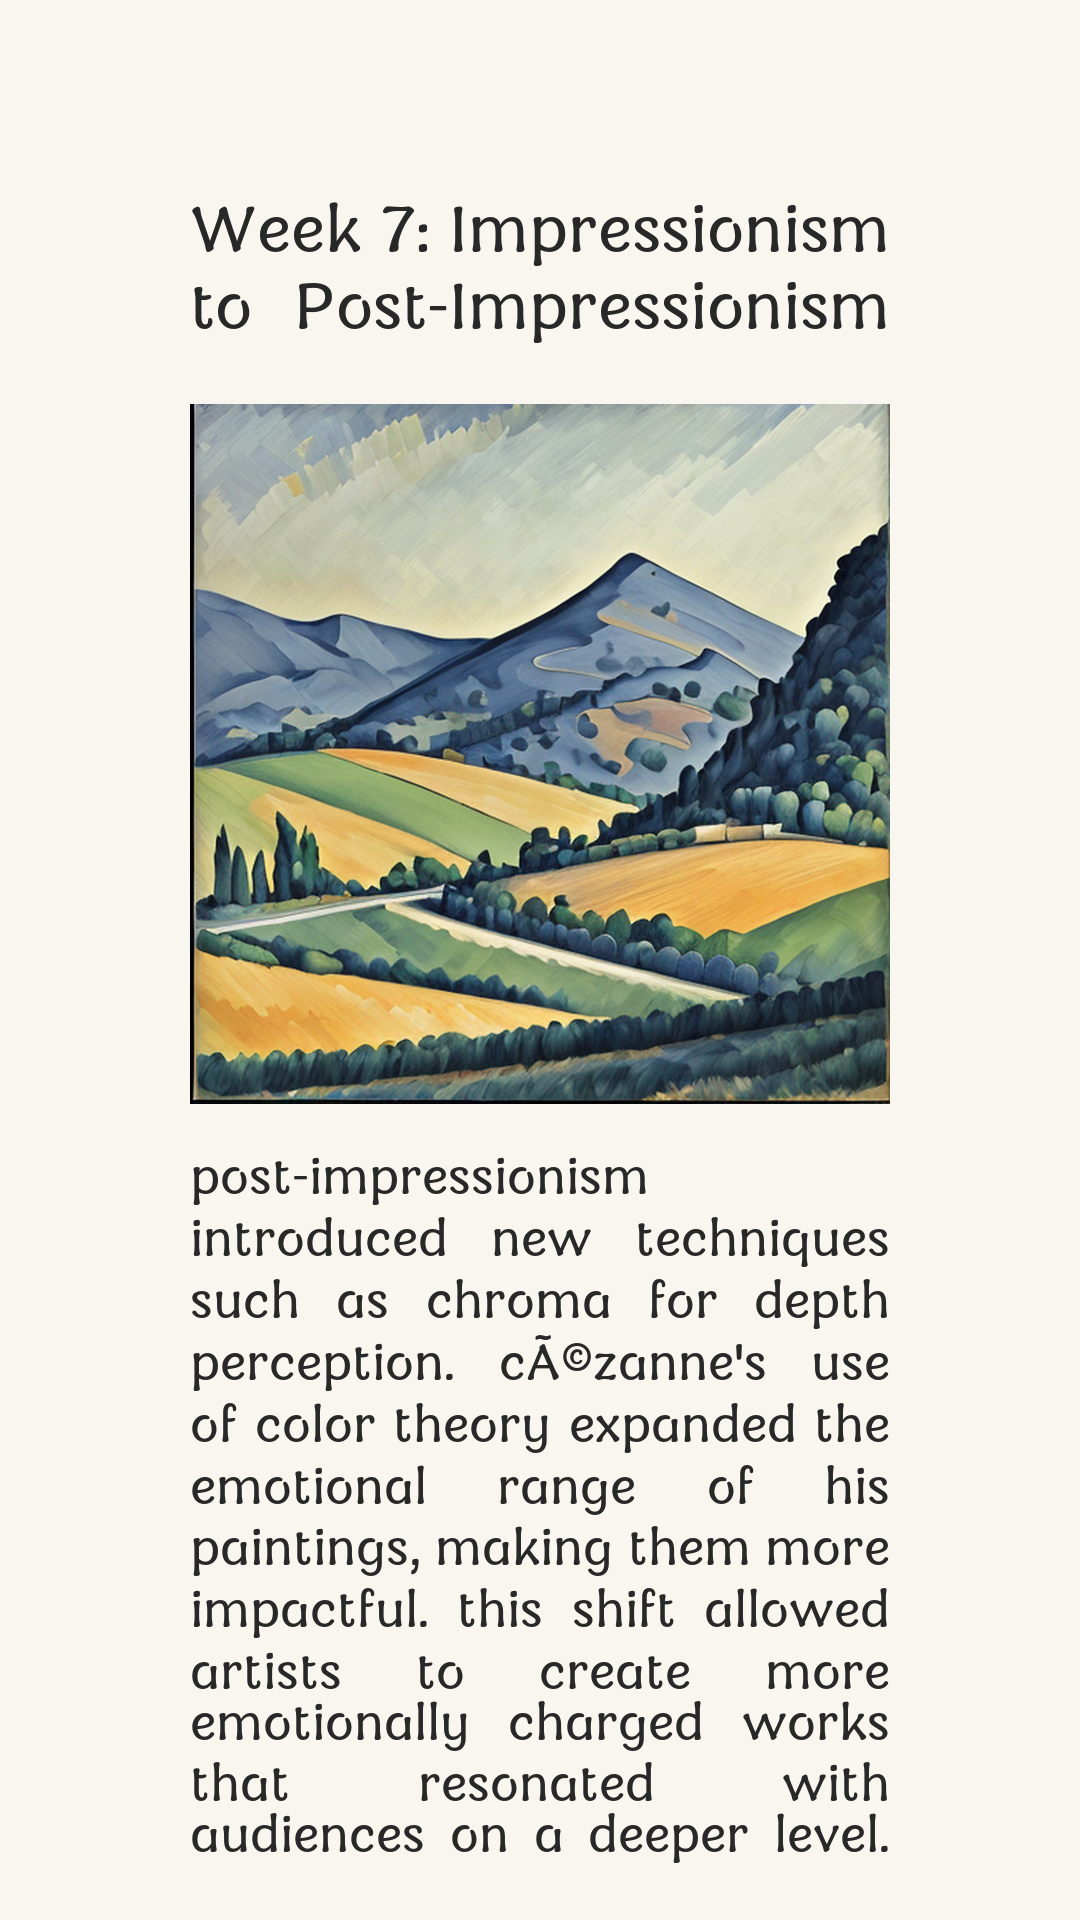 Week 7: Impressionism
to Post-Impressionism
post-impressionism
introduced new techniques
such as chroma for depth
perception. cÃ©zanne's use
of color theory expanded the
emotional range of his
paintings, making them more
impactful. this shift allowed
artists to create more
emotionally charged works
that resonated with
audiences on a deeper level.